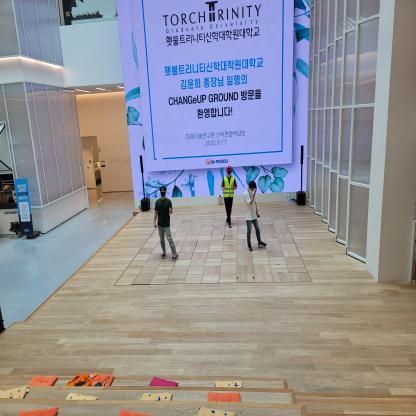 TORCH TRINITY
Graduate University
횃불트리니티신학대학원대학교
횃불트리니티신학대학원대학교
김윤희 총장님 일행의
CHANGeUP GROUND 방문을
환영합니다!
posco